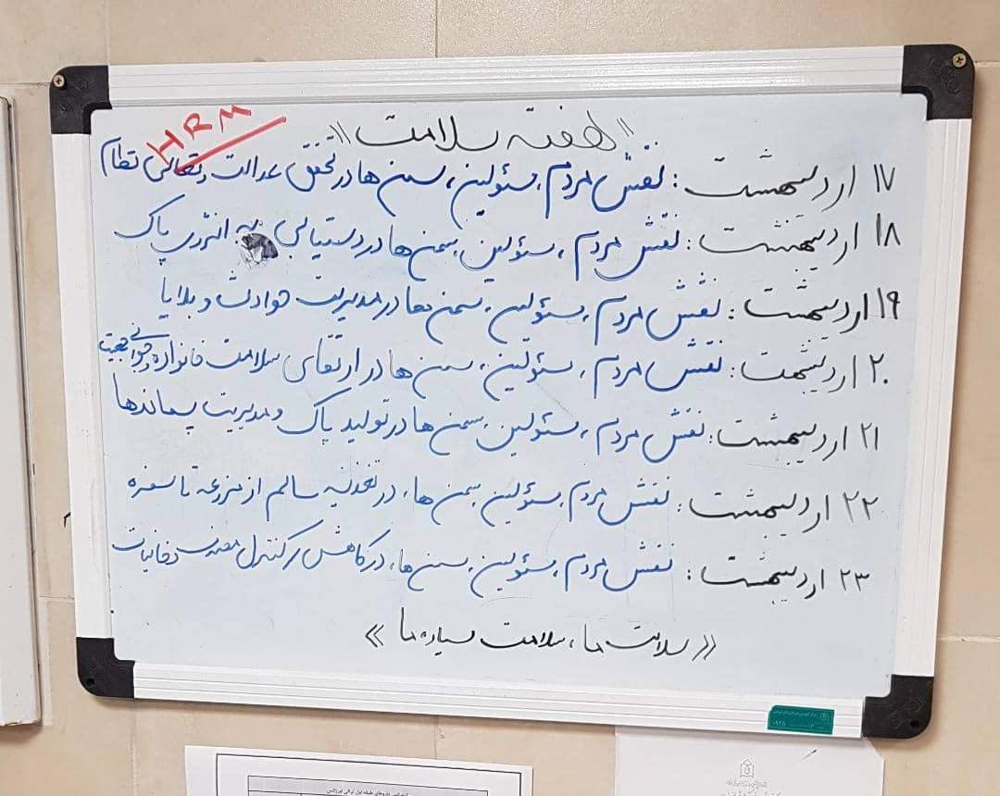 «هفته سلامت»
HRM
۱۷ اردیبهشت: نقش مردم، مسئولین، سمن ها در تحقق عدالت و تعالی نظام
۱۸ اردیبهشت: نقش مردم، مسئولین، سمن ها در دستیابی به انرژی پاک
۱۹ اردیبهشت: نقش مردم، مسئولین، سمن ها در مدیریت حوادث و بلایا
۲۰ اردیبهشت: نقش مردم، مسئولین، سمن ها در ارتقای سلامت خانواده و جوانی جمعیت
۲۱ اردیبهشت: نقش مردم، مسئولین، سمن ها در تولید پاک و مدیریت پسماندها
۲۲ اردیبهشت: نقش مردم، مسئولین، سمن ها، در تغذیه سالم از مزرعه تا سفره
۲۳ اردیبهشت: نقش مردم، مسئولین، سمن ها، در کاهش و کنترل مصرف دخانیات
«سلامت ما، سلامت سیاره ما»